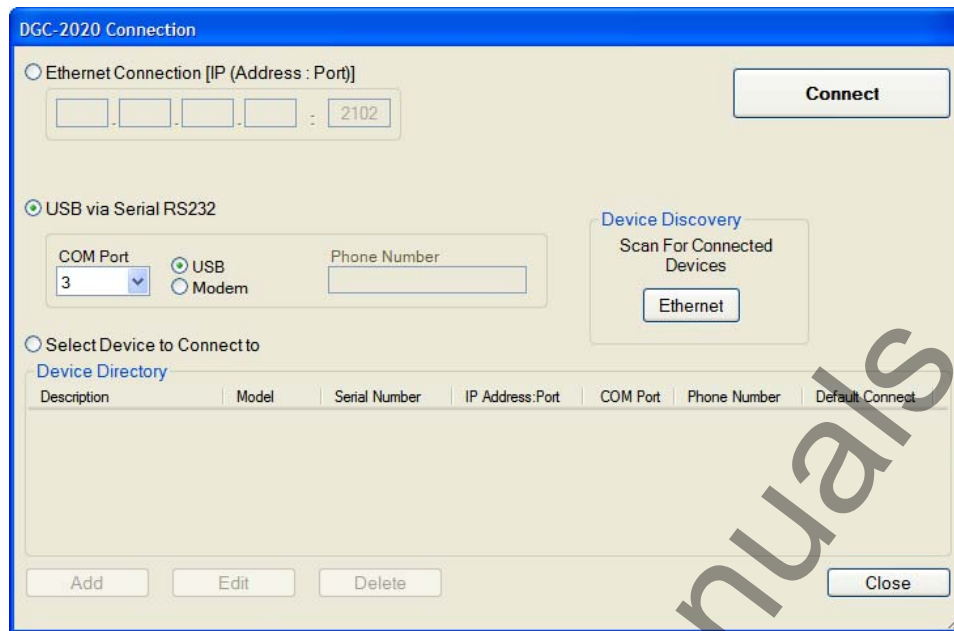 DGC-2020 Connection
Ethernet Connection [IP (Address : Port)]
. . . : 2102
Connect
USB via Serial RS232
COM Port
3
USB
Modem
Phone Number
Device Discovery
Scan For Connected
Devices
Ethernet
Select Device to Connect to
Device Directory
Description Model Serial Number IP Address:Port COM Port Phone Number Default Connect
Add Edit Delete Close
nuals